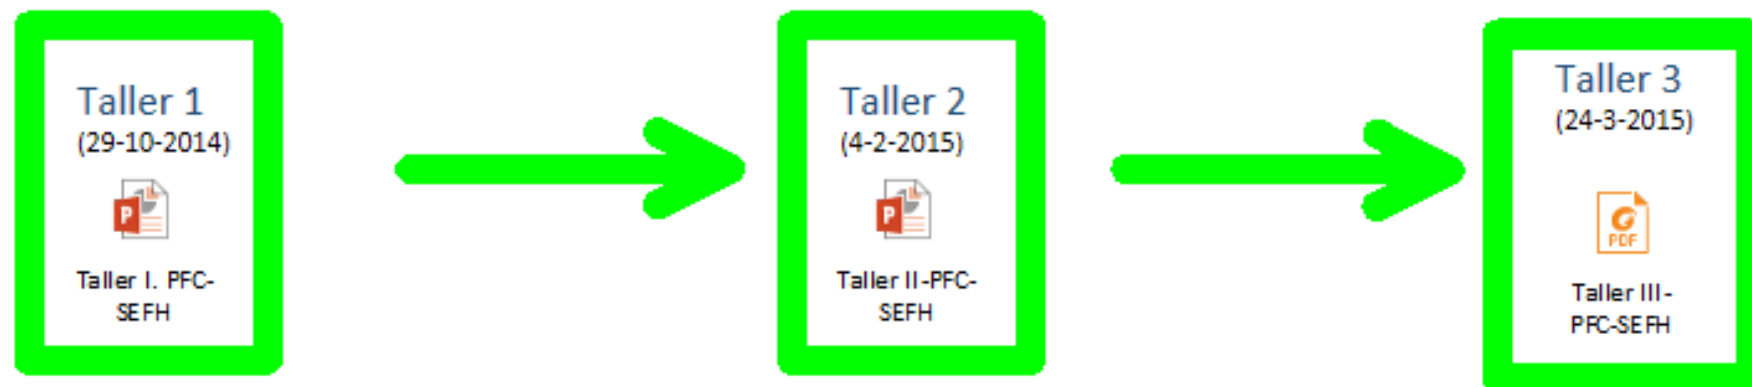 Taller 1
(29-10-2014)
P
Taller I. PFC-
SEFH
Taller 2
(4-2-2015)
P
Taller II-PFC-
SEFH
Taller 3
(24-3-2015)
G
PDF
Taller III-
PFC-SEFH